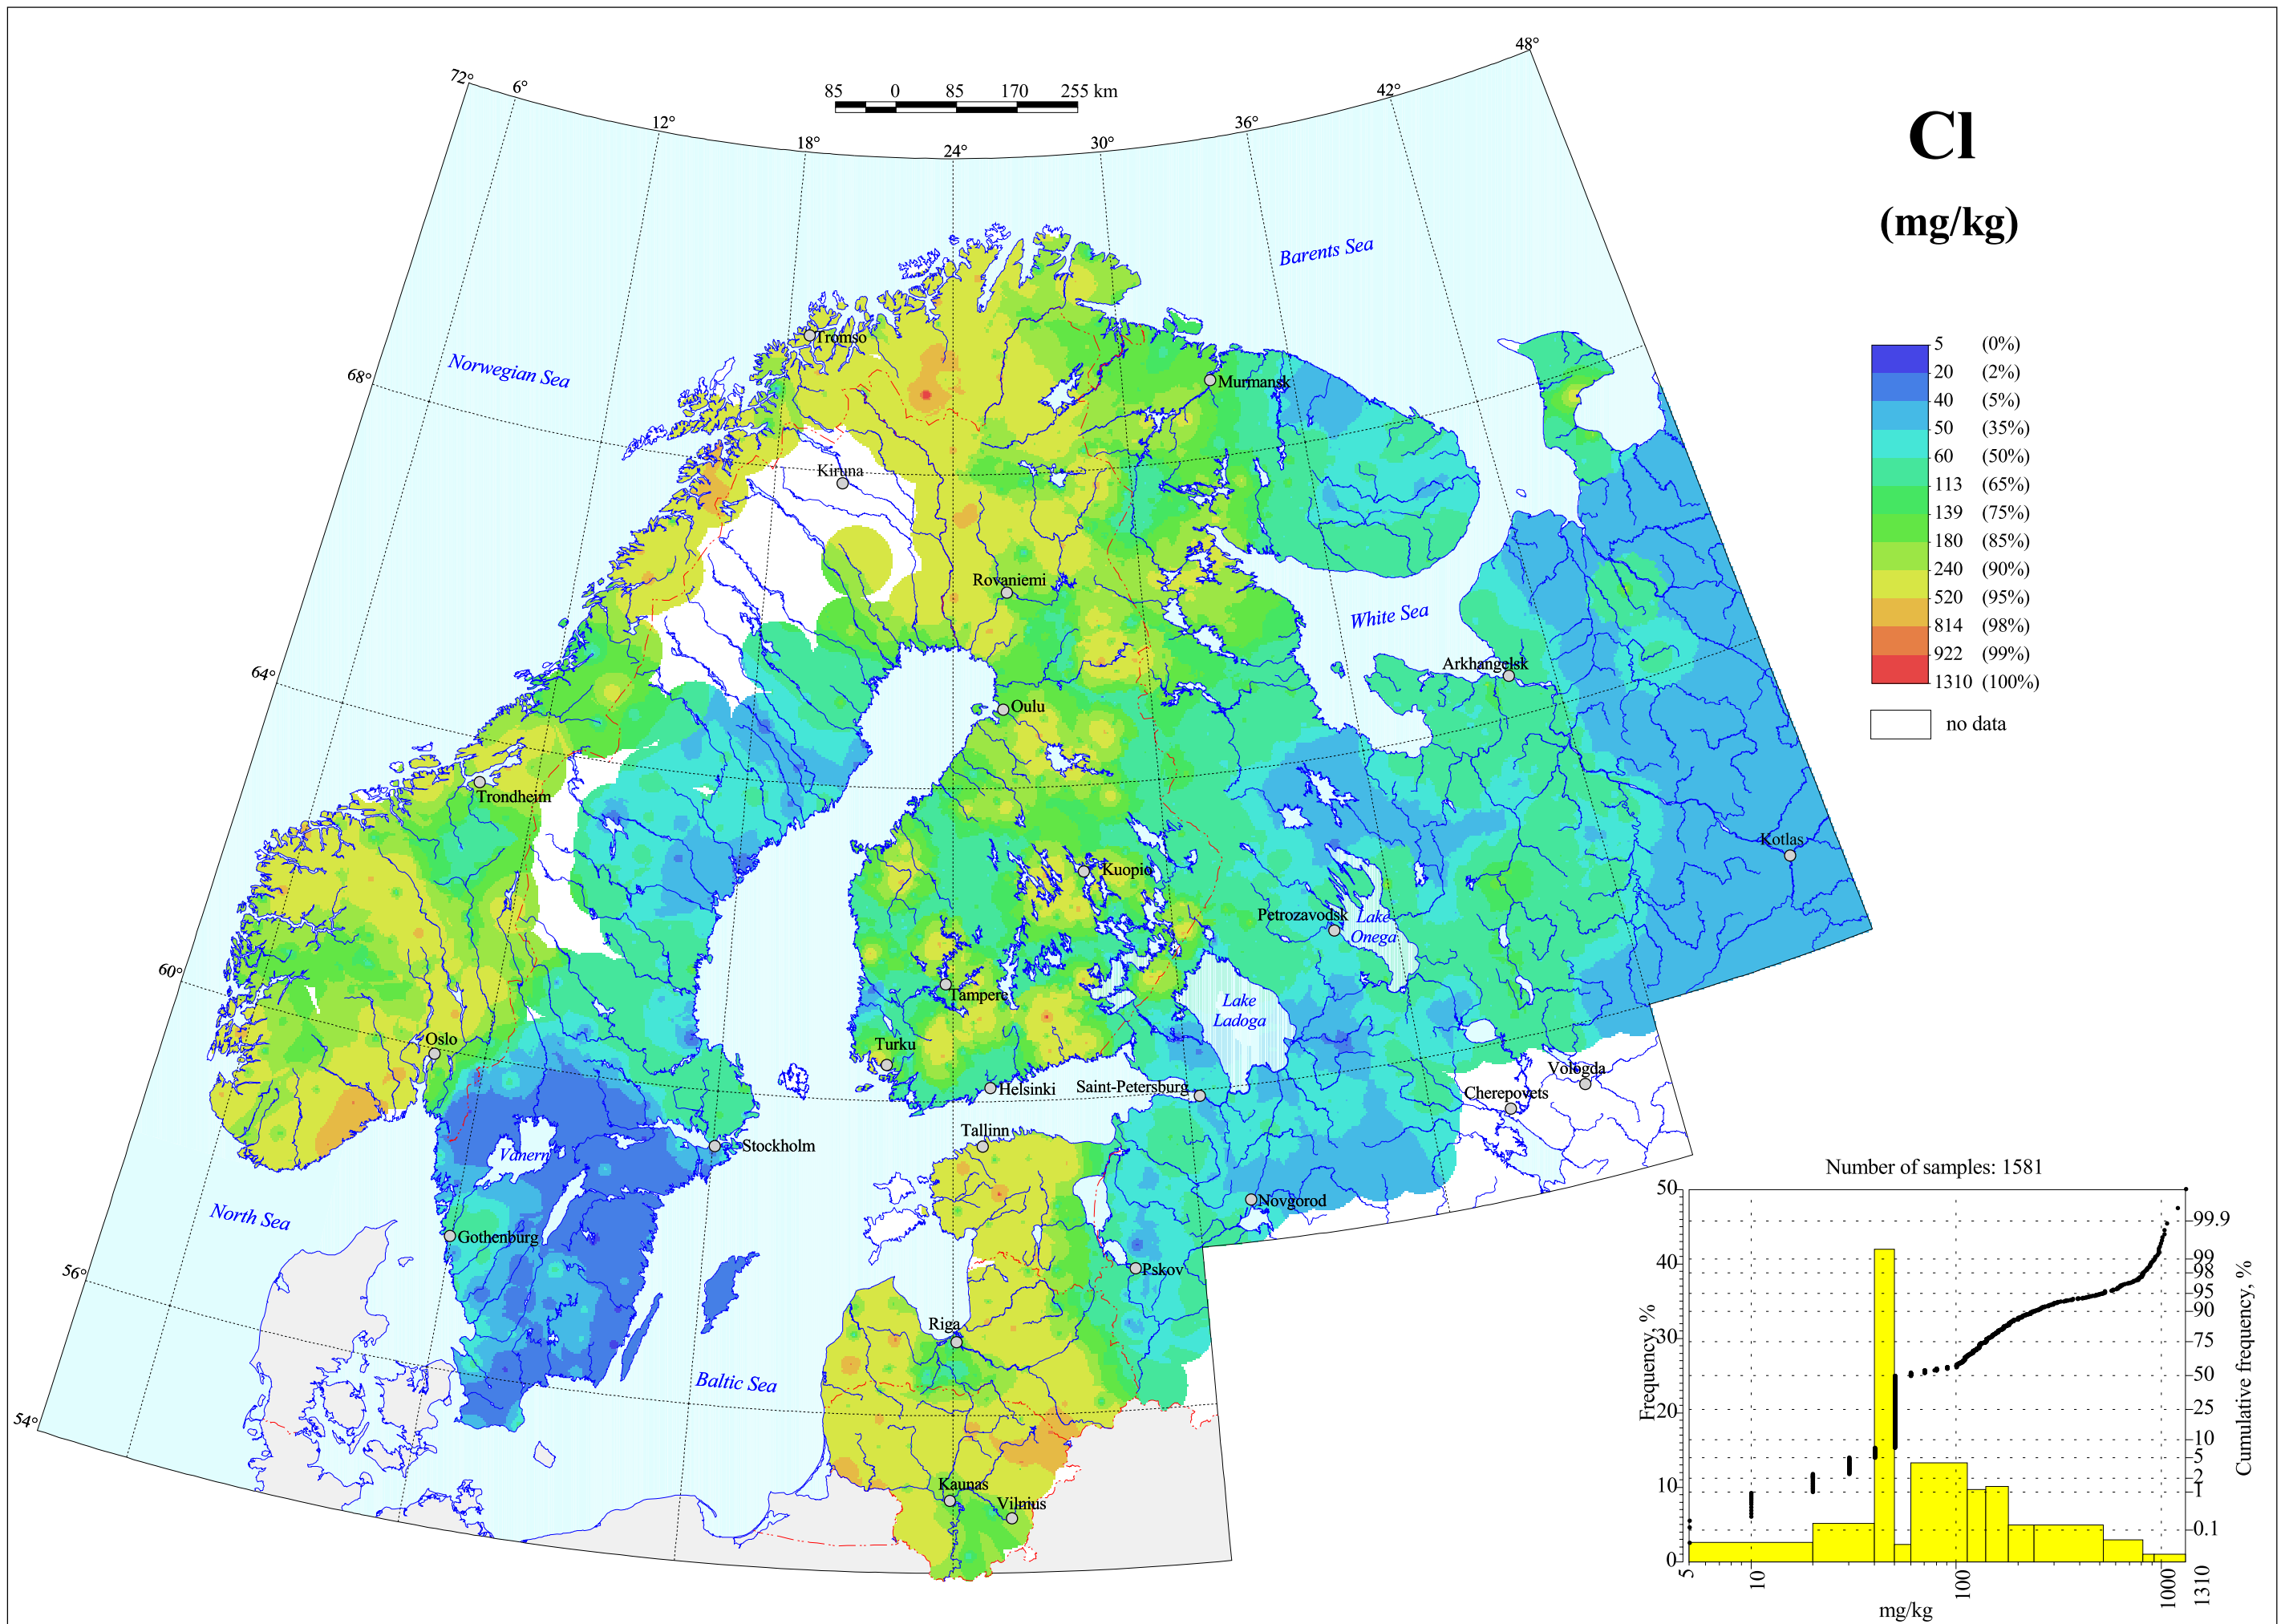 Cl
(mg/kg)
85 0 85 170 255 km
72° 6° 12° 18° 24° 30° 36° 42° 48°
68°
64°
60°
56°
54°
Barents Sea
Norwegian Sea
Tromso
Murmansk
Kiruna
Rovaniemi
White Sea
Arkhangelsk
Oulu
Trondheim
Kotlas
Kuopio
Petrozavodsk
Lake
Onega
Tampere
Lake
Ladoga
Oslo
Turku
Helsinki
Saint-Petersburg
Vologda
Cherepovets
Tallinn
Stockholm
Vanern
Novgorod
North Sea
Gothenburg
Pskov
Riga
Baltic Sea
Kaunas
Vilnius
5 (0%)
20 (2%)
40 (5%)
50 (35%)
60 (50%)
113 (65%)
139 (75%)
180 (85%)
240 (90%)
520 (95%)
814 (98%)
922 (99%)
1310 (100%)
no data
Number of samples: 1581
Frequency, %
50
40
30
20
10
0
99.9
99
98
95
90
75
50
25
10
5
2
1
0.1
Cumulative frequency, %
5 10 100 1000 1310
mg/kg